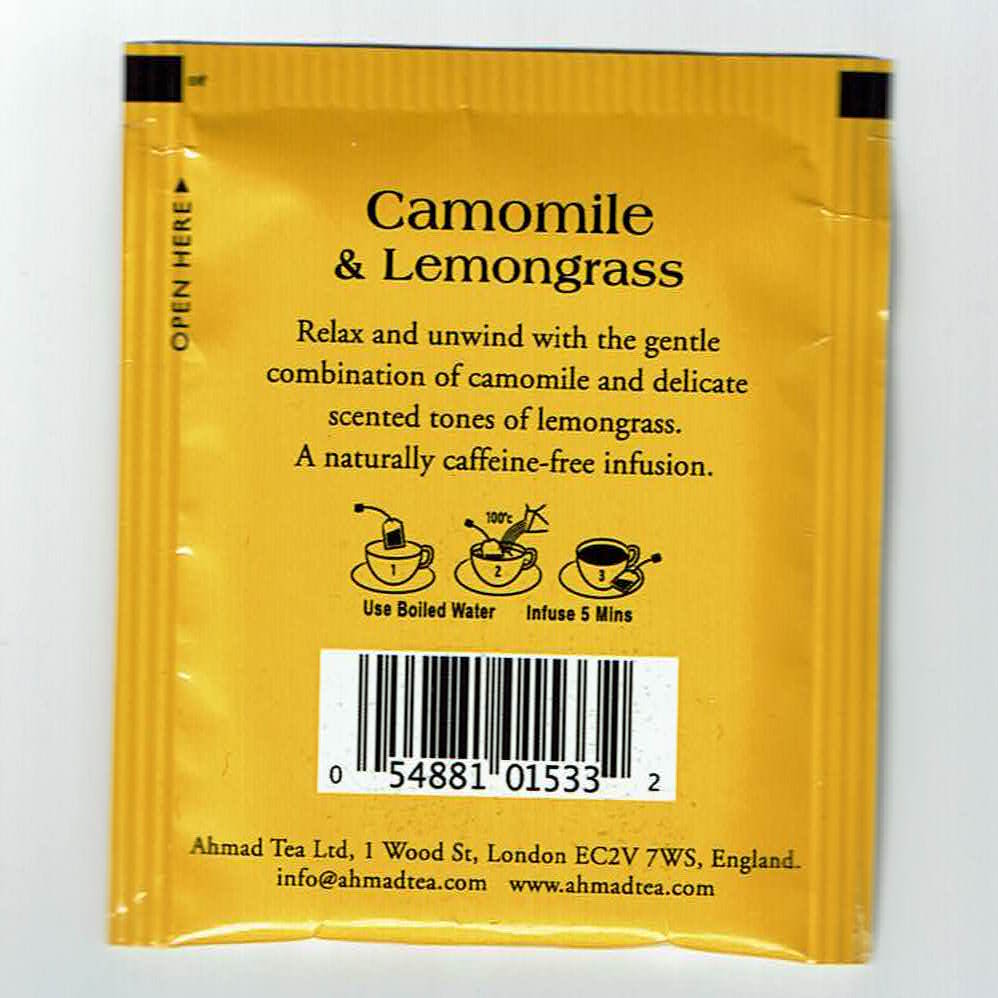 OPEN HERE
Camomile
& Lemongrass
Relax and unwind with the gentle
combination of camomile and delicate
scented tones of lemongrass.
A naturally caffeine-free infusion.
100°c
1
2
3
Use Boiled Water Infuse 5 Mins
0 54881 01533 2
Ahmad Tea Ltd, 1 Wood St, London EC2V 7WS, England.
info@ahmadtea.com www.ahmadtea.com